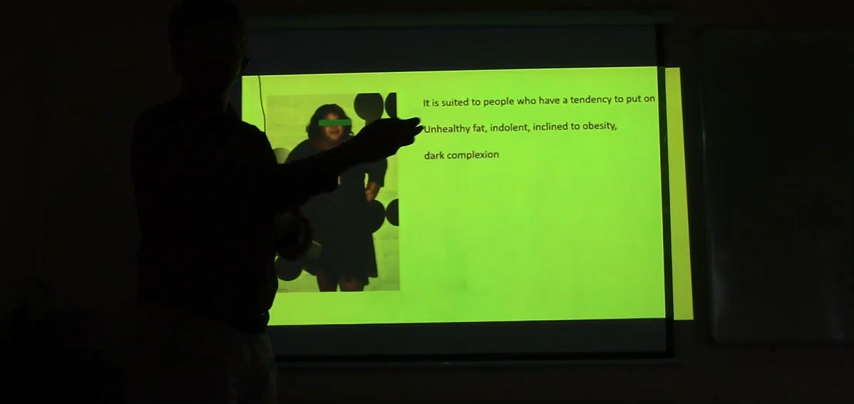 It is suited to people who have a tendency to put on
Unhealthy fat, indolent, inclined to obesity,
dark complexion